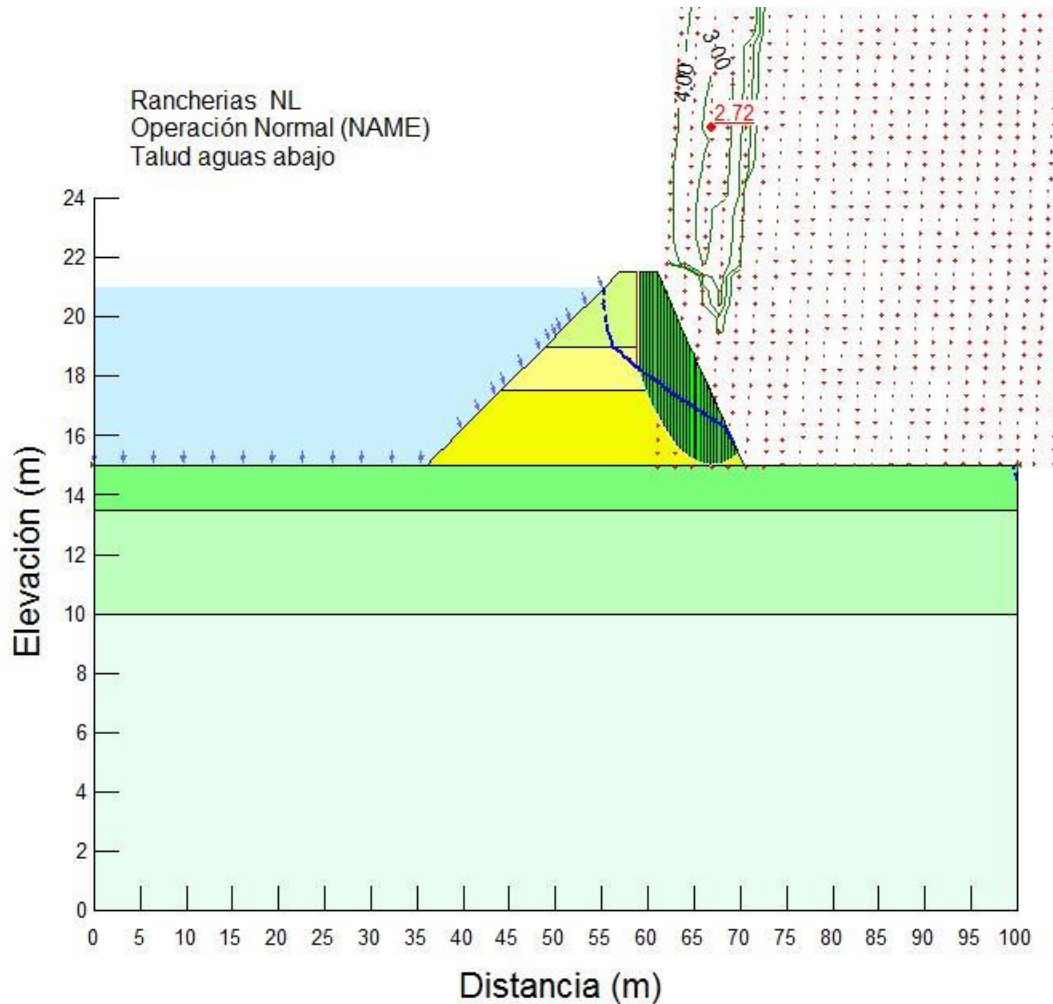 3.00
4.00
2.72
Rancherias NL
Operación Normal (NAME)
Talud aguas abajo
24
22
20
18
16
14
12
10
8
6
4
2
0
Elevación (m)
0 5 10 15 20 25 30 35 40 45 50 55 60 65 70 75 80 85 90 95 100
Distancia (m)